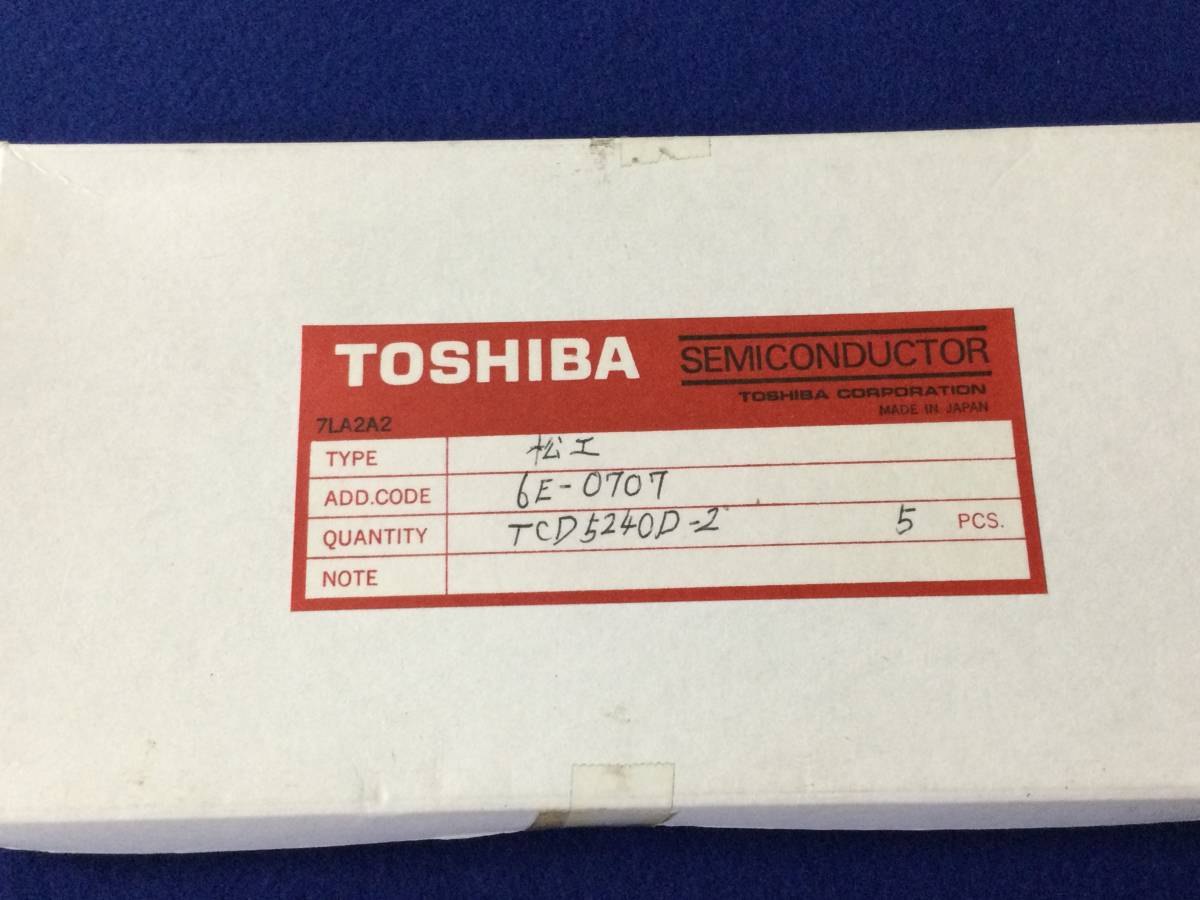 TOSHIBA SEMICONDUCTOR
TOSHIBA CORPORATION
MADE IN JAPAN
7LA2A2
TYPE 松工
ADD.CODE 6E-0707
QUANTITY TCD5240D-2 5 PCS.
NOTE